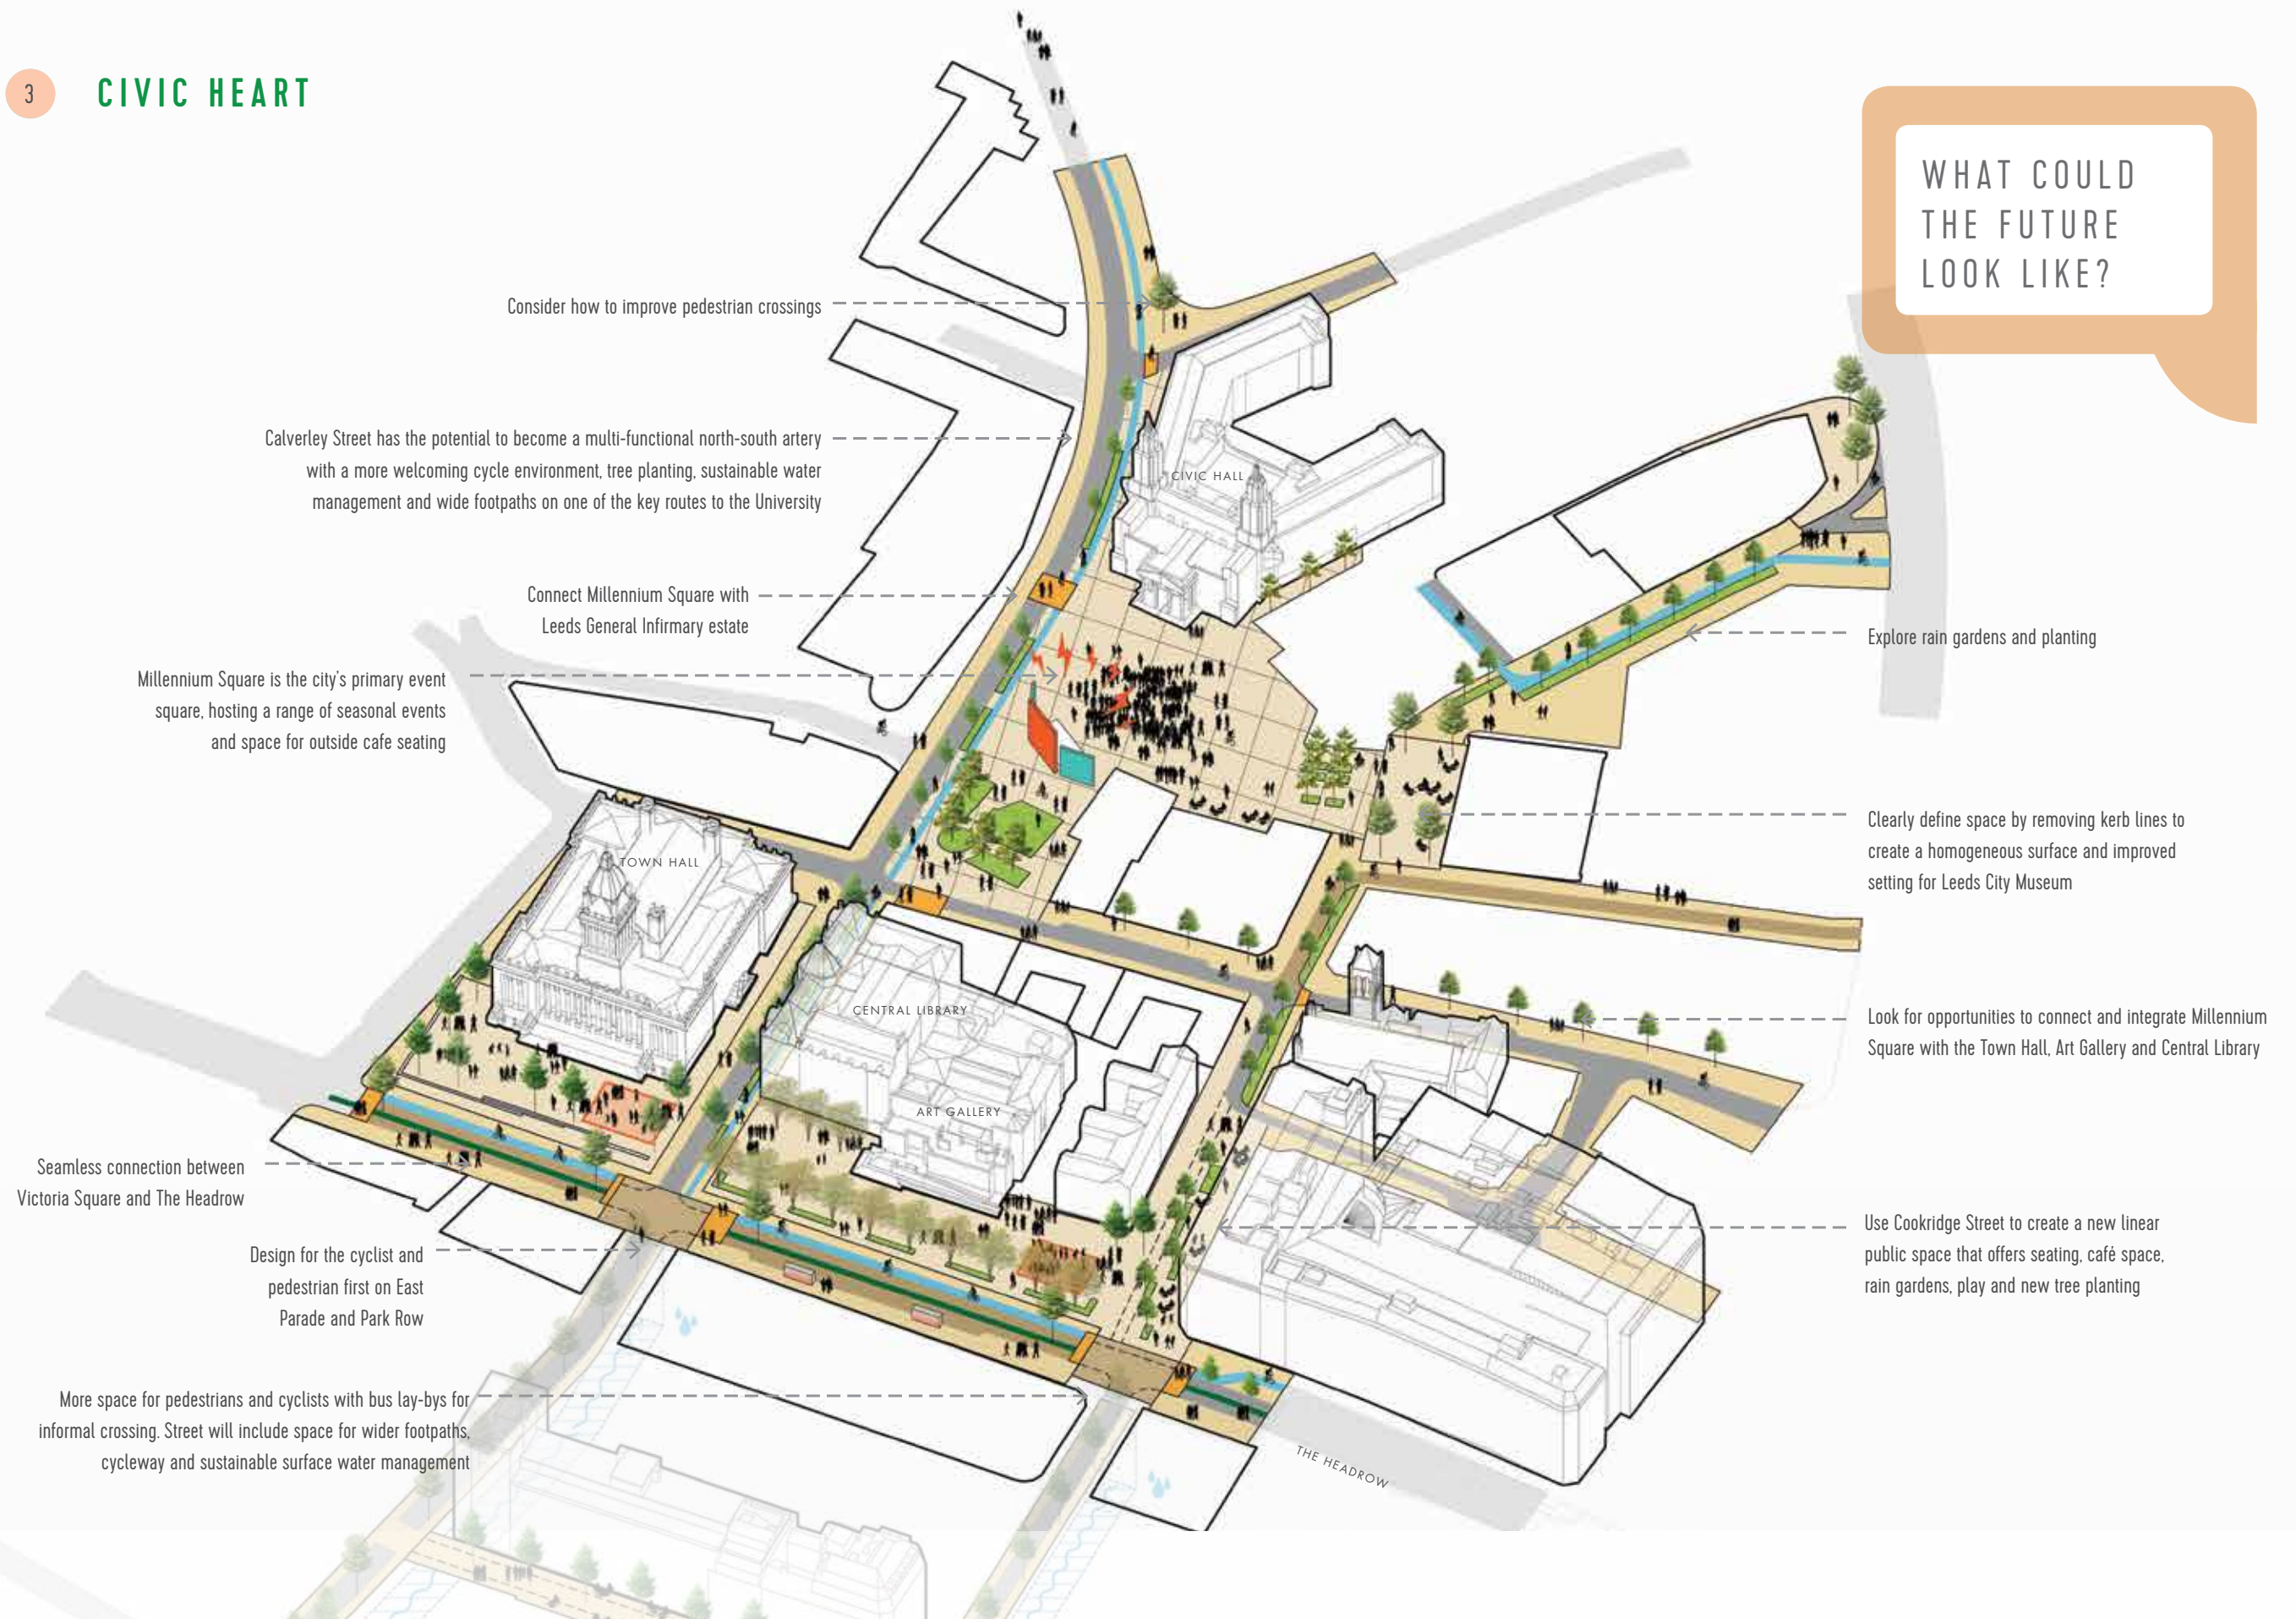 3
CIVIC HEART
WHAT COULD
THE FUTURE
LOOK LIKE?
Consider how to improve pedestrian crossings
Calverley Street has the potential to become a multi-functional north-south artery
with a more welcoming cycle environment, tree planting, sustainable water
management and wide footpaths on one of the key routes to the University
Connect Millennium Square with
Leeds General Infirmary estate
Millennium Square is the city's primary event
square, hosting a range of seasonal events
and space for outside cafe seating
CIVIC HALL
Explore rain gardens and planting
Clearly define space by removing kerb lines to
create a homogeneous surface and improved
setting for Leeds City Museum
TOWN HALL
CENTRAL LIBRARY
ART GALLERY
Look for opportunities to connect and integrate Millennium
Square with the Town Hall, Art Gallery and Central Library
Seamless connection between
Victoria Square and The Headrow
Design for the cyclist and
pedestrian first on East
Parade and Park Row
Use Cookridge Street to create a new linear
public space that offers seating, café space,
rain gardens, play and new tree planting
More space for pedestrians and cyclists with bus lay-bys for
informal crossing. Street will include space for wider footpaths,
cycleway and sustainable surface water management
THE HEADROW